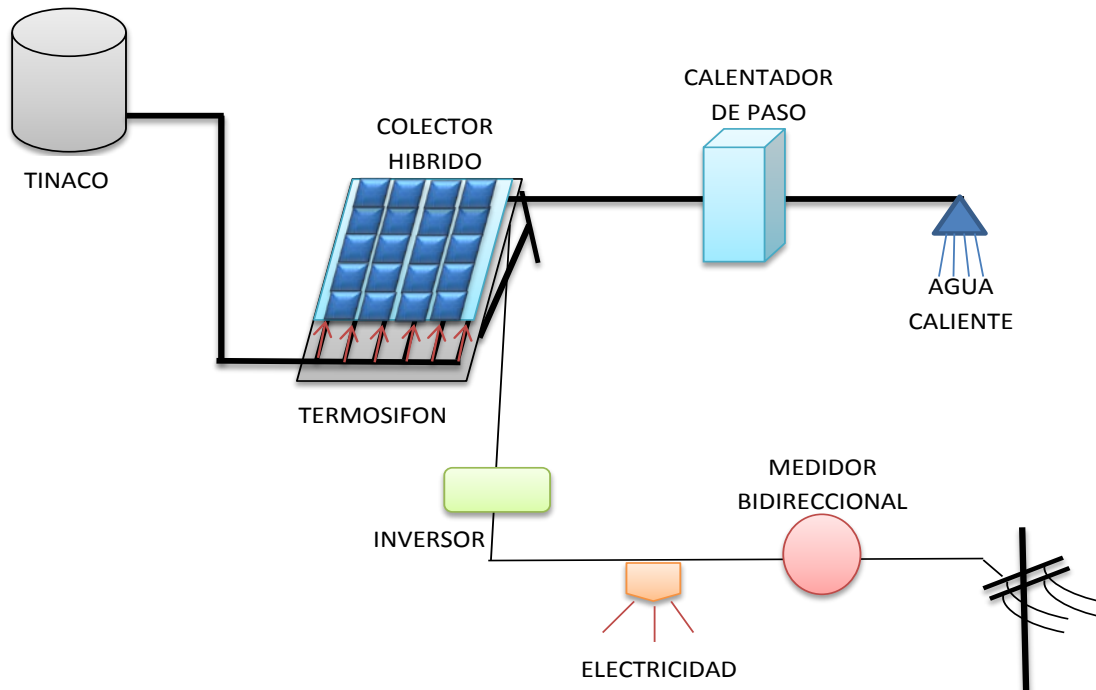 CALENTADOR
DE PASO
COLECTOR
HIBRIDO
TINACO
AGUA
CALIENTE
TERMOSIFON
MEDIDOR
BIDIRECCIONAL
INVERSOR
ELECTRICIDAD